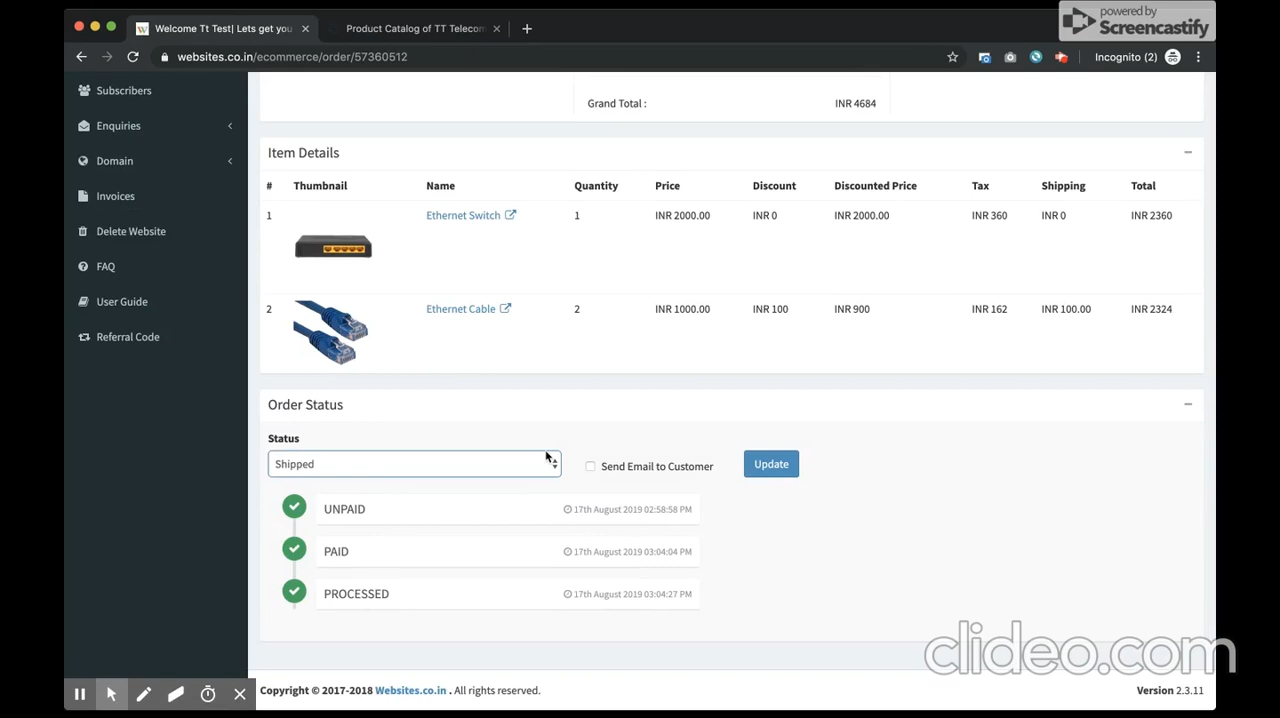 powered by
Screencastify
Welcome Tt Test| Lets get you
Product Catalog of TT Telecom
websites.co.in/ecommerce/order/57360512
Incognito (2)
Subscribers
Enquiries
Domain
Invoices
Delete Website
FAQ
User Guide
Referral Code
Grand Total : INR 4684
Item Details
# Thumbnail Name Quantity Price Discount Discounted Price Tax Shipping Total
1 Ethernet Switch 1 INR 2000.00 INR 0 INR 2000.00 INR 360 INR 0 INR 2360
2 Ethernet Cable 2 INR 1000.00 INR 100 INR 900 INR 162 INR 100.00 INR 2324
Order Status
Status
Shipped
Send Email to Customer
Update
UNPAID 17th August 2019 02:58:58 PM
PAID 17th August 2019 03:04:04 PM
PROCESSED 17th August 2019 03:04:27 PM
clideo.com
Copyright © 2017-2018 Websites.co.in . All rights reserved.
Version 2.3.11